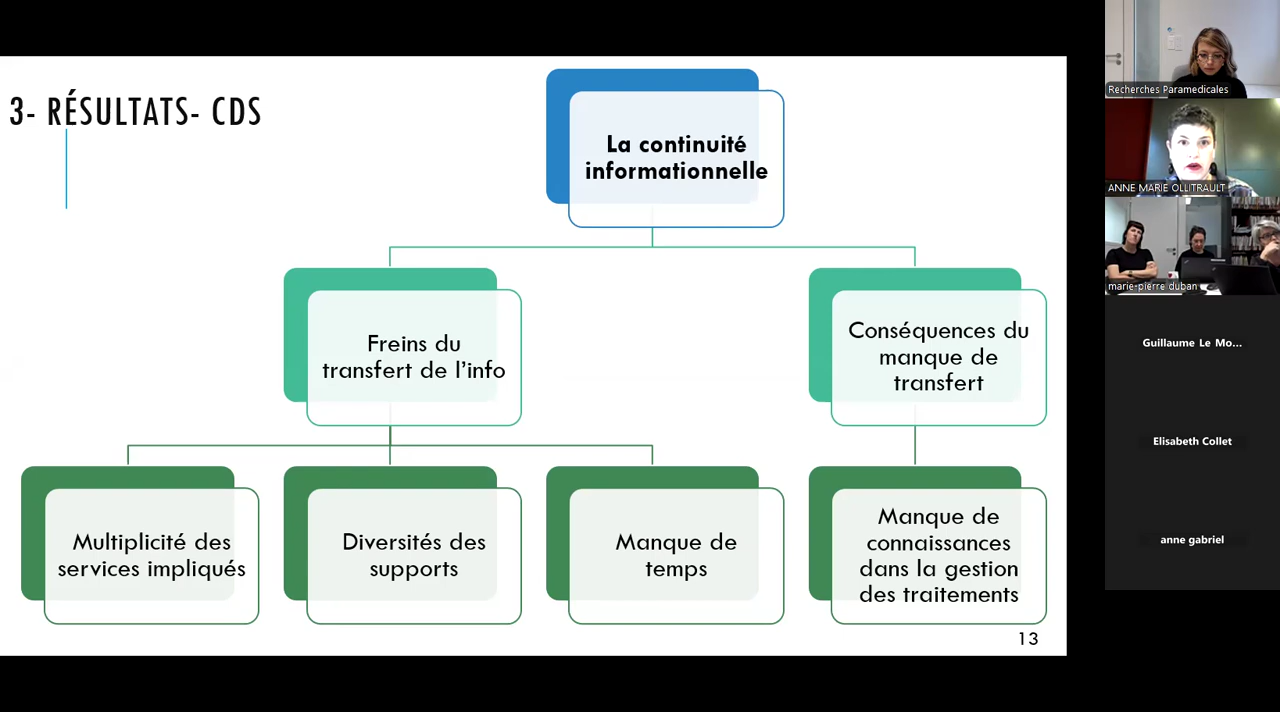 3- RÉSULTATS- CDS
La continuité
informationnelle
Freins du
transfert de l’info
Conséquences du
manque de
transfert
Multiplicité des
services impliqués
Diversités des
supports
Manque de
temps
Manque de
connaissances
dans la gestion
des traitements
13
Recherches Paramedicales
ANNE MARIE OLLITRAULT
marie-pierre duban
Guillaume Le Mo...
Elisabeth Collet
anne gabriel